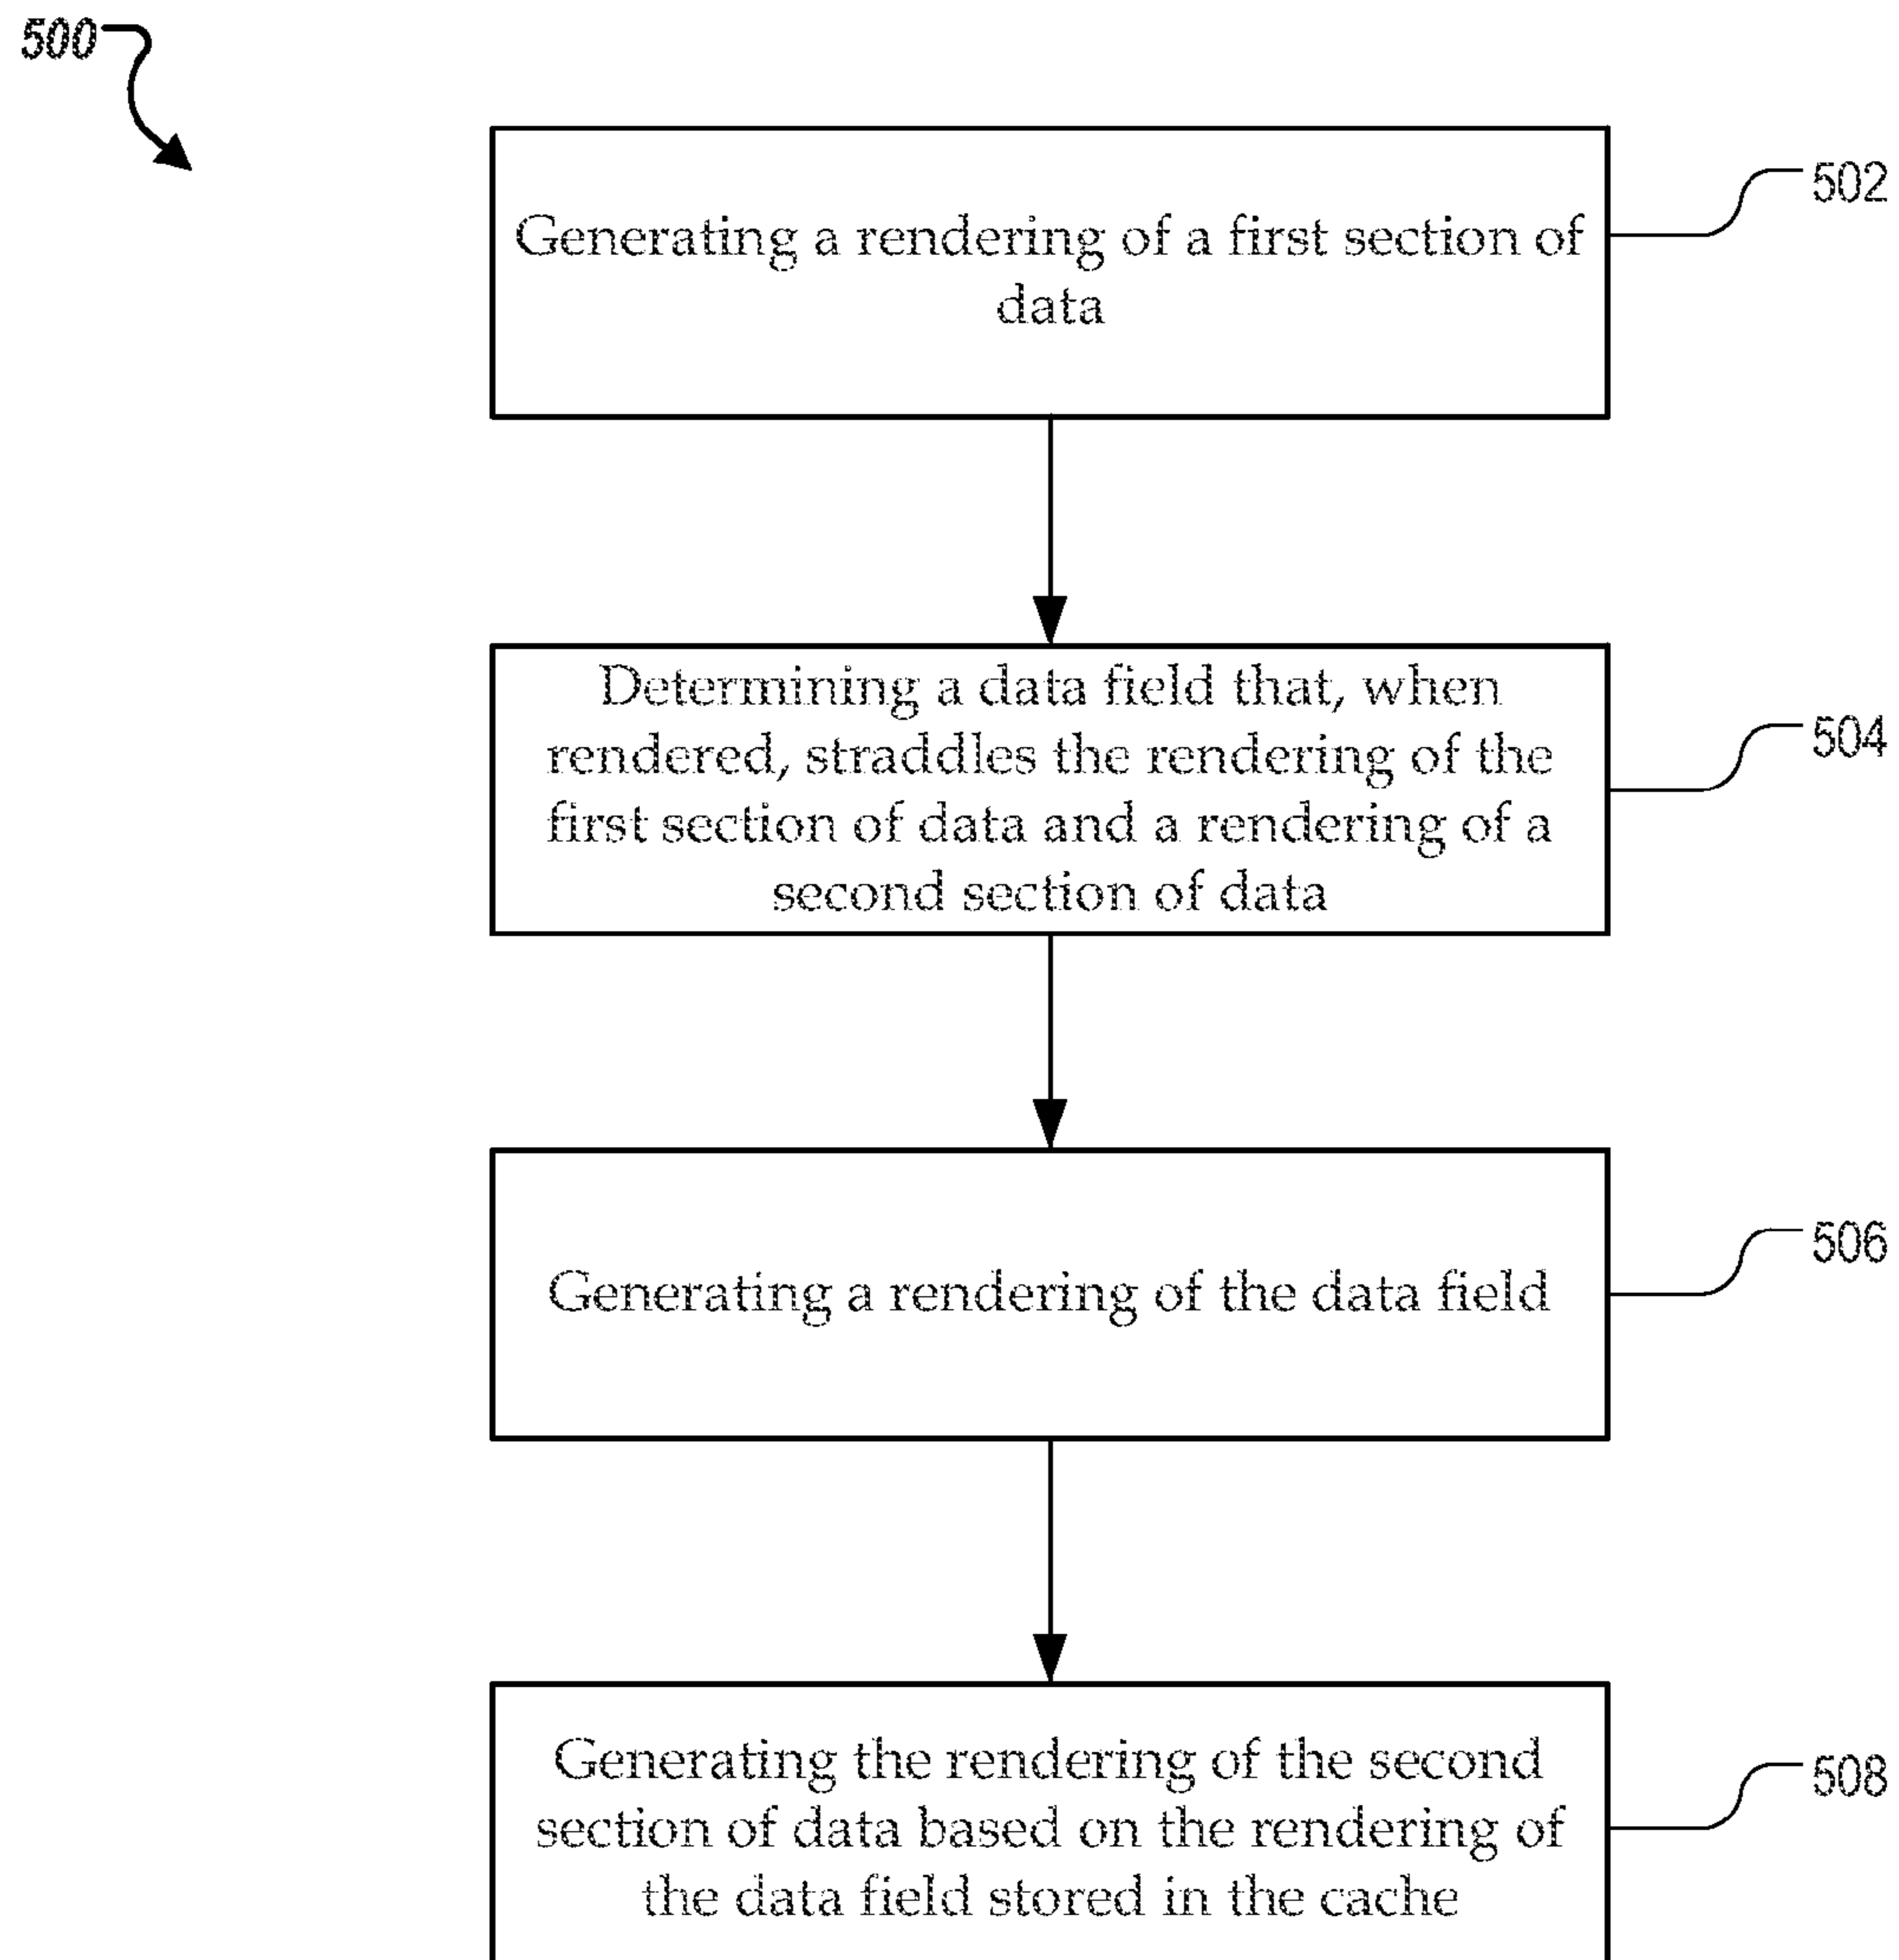 500
Generating a rendering of a first section of
data
502
Determining a data field that, when
rendered, straddles the rendering of the
first section of data and a rendering of a
second section of data
504
Generating a rendering of the data field
506
Generating the rendering of the second
section of data based on the rendering of
the data field stored in the cache
508